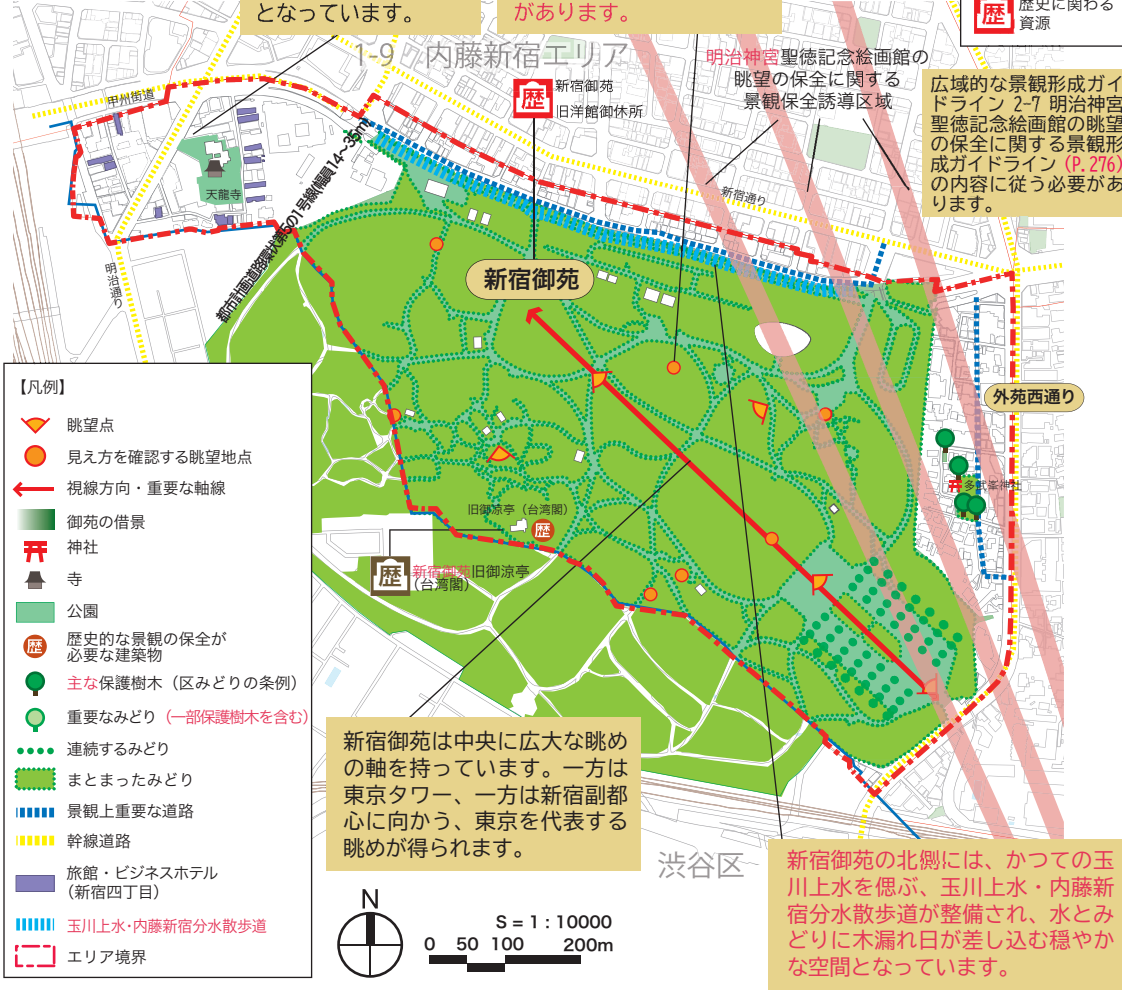 となっています。
があります。
歴 歴史に関わる
資源
1-9 内藤新宿エリア
明治神宮聖徳記念絵画館の
眺望の保全に関する
景観保全誘導区域
歴 新宿御苑
旧洋館御休所
広域的な景観形成ガイ
ドライン 2-7 明治神宮
聖徳記念絵画館の眺望
の保全に関する景観形
成ガイドライン (P.276)
の内容に従う必要があ
ります。
甲州街道
天龍寺
新宿通り
都市計画道路環状第5の1号線(幅員14~35m)
明治通り
新宿御苑
外苑西通り
多武峯神社
旧御涼亭(台湾閣)
歴
歴 新宿御苑旧御涼亭
(台湾閣)
【凡例】
眺望点
見え方を確認する眺望地点
視線方向・重要な軸線
御苑の借景
神社
寺
公園
歴 歴史的な景観の保全が
必要な建築物
主な保護樹木(区みどりの条例)
重要なみどり(一部保護樹木を含む)
連続するみどり
まとまったみどり
景観上重要な道路
幹線道路
旅館・ビジネスホテル
(新宿四丁目)
玉川上水・内藤新宿分水散歩道
エリア境界
新宿御苑は中央に広大な眺め
の軸を持っています。一方は
東京タワー、一方は新宿副都
心に向かう、東京を代表する
眺めが得られます。
渋谷区
新宿御苑の北側には、かつての玉
川上水を偲ぶ、玉川上水・内藤新
宿分水散歩道が整備され、水とみ
どりに木漏れ日が差し込む穏やか
な空間となっています。
N
S = 1 : 10000
0 50 100 200m